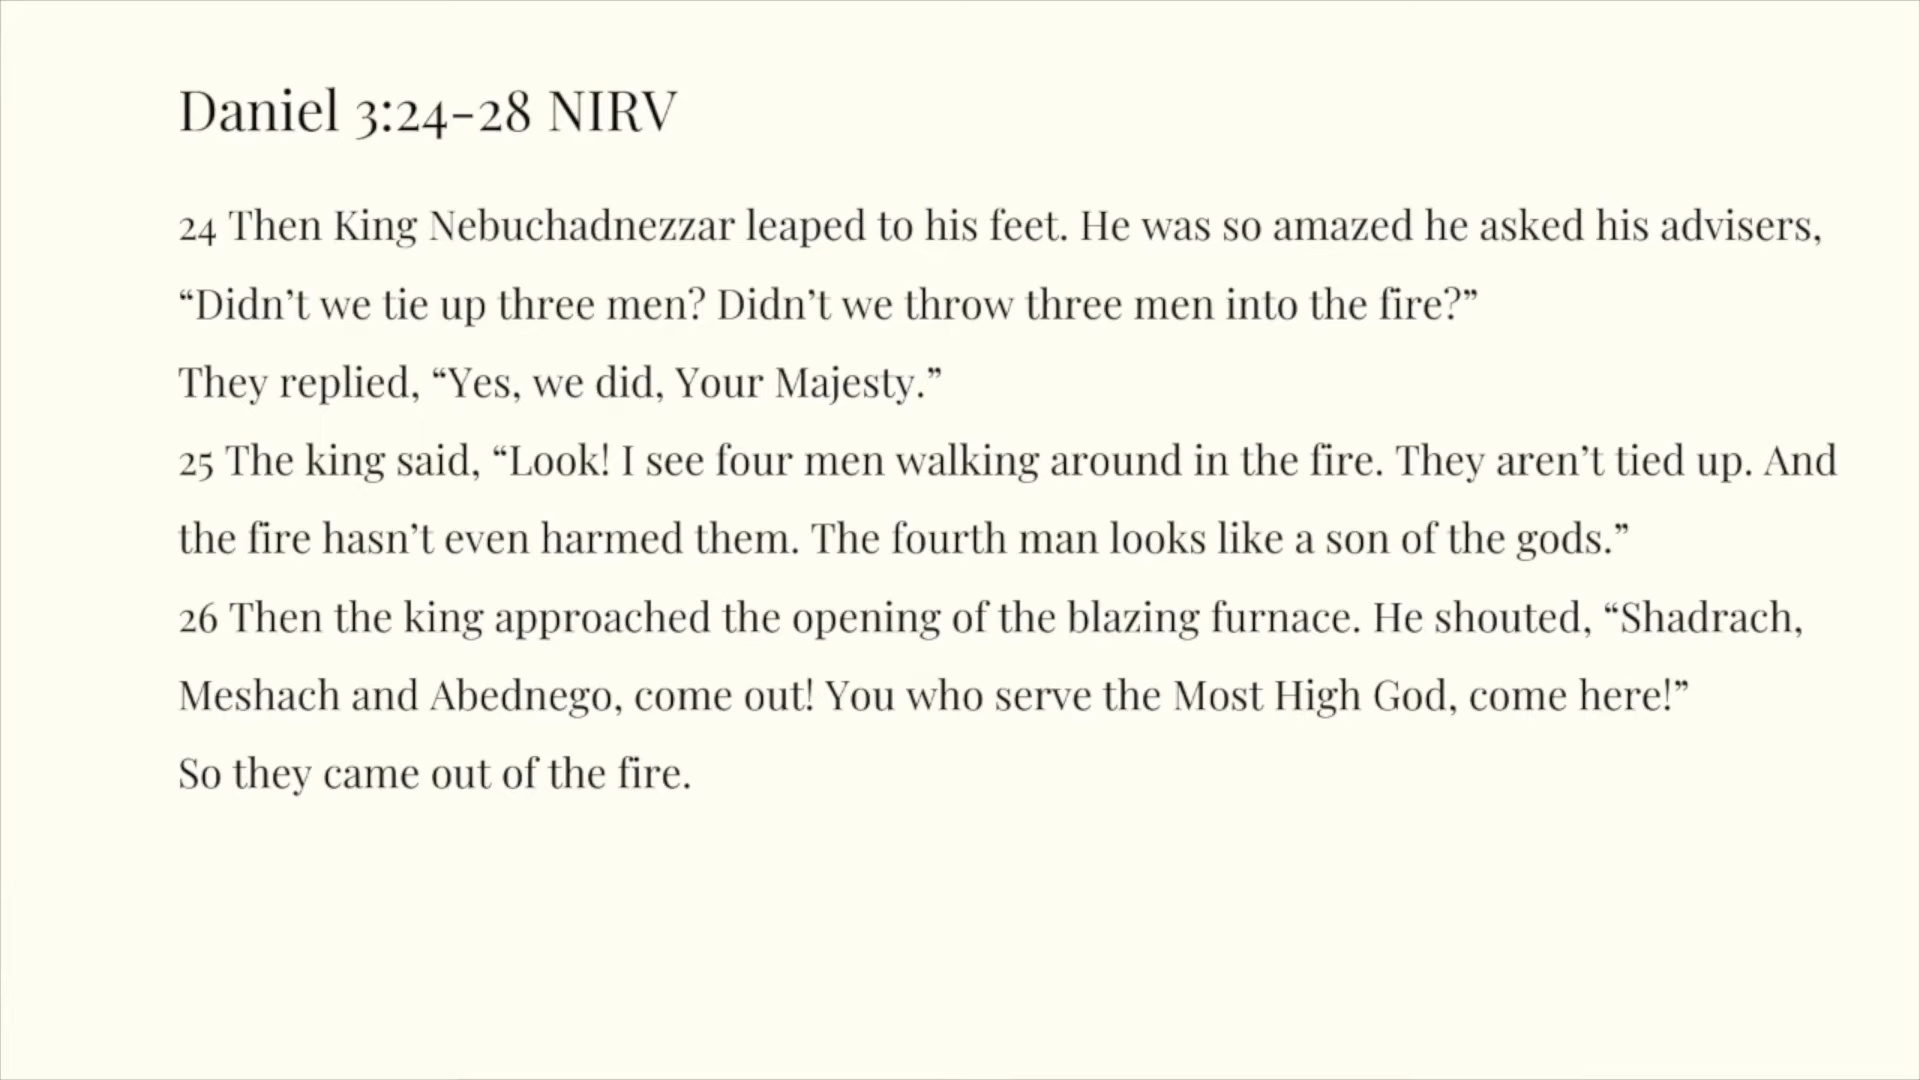 Daniel 3:24-28 NIRV
24 Then King Nebuchadnezzar leaped to his feet. He was so amazed he asked his advisers,
“Didn’t we tie up three men? Didn’t we throw three men into the fire?”
They replied, “Yes, we did, Your Majesty.”
25 The king said, “Look! I see four men walking around in the fire. They aren’t tied up. And
the fire hasn’t even harmed them. The fourth man looks like a son of the gods.”
26 Then the king approached the opening of the blazing furnace. He shouted, “Shadrach,
Meshach and Abednego, come out! You who serve the Most High God, come here!”
So they came out of the fire.